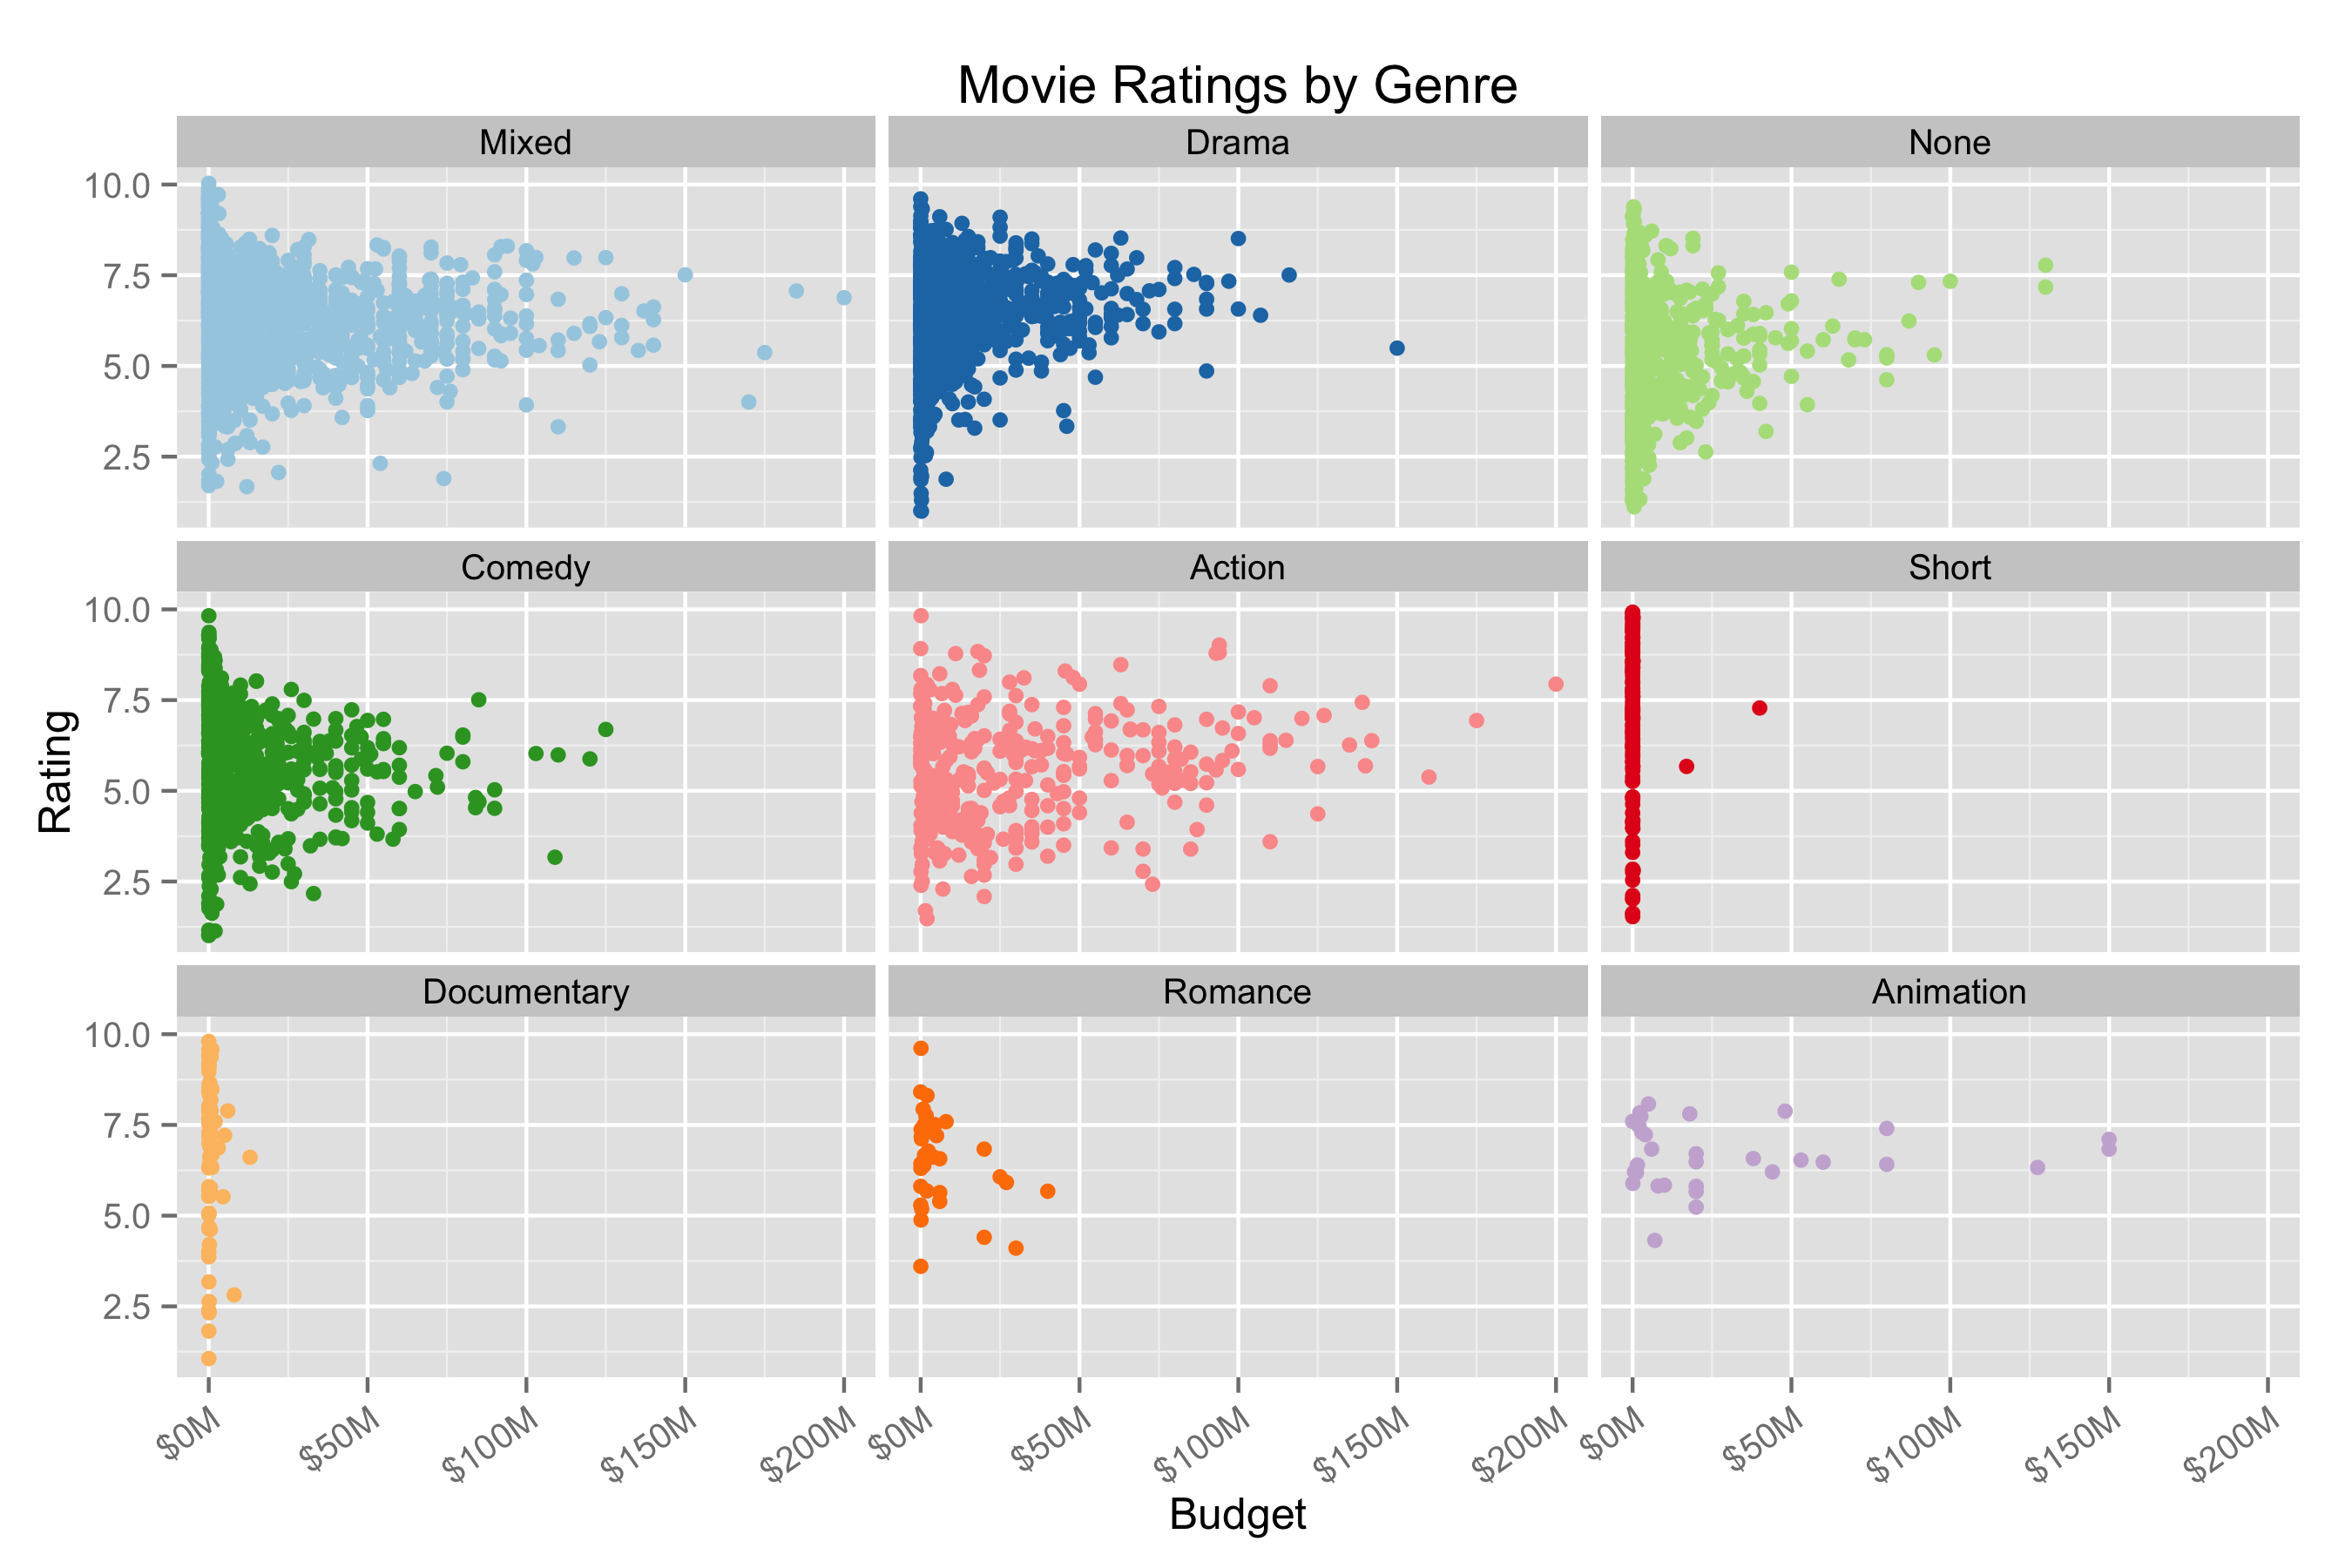 Movie Ratings by Genre
Mixed Drama None
10.0
7.5
5.0
2.5
Comedy Action Short
10.0
7.5
5.0
2.5
Rating
Documentary Romance Animation
10.0
7.5
5.0
2.5
$0M $50M $100M $150M $200M $0M $50M $100M $150M $200M $0M $50M $100M $150M $200M
Budget